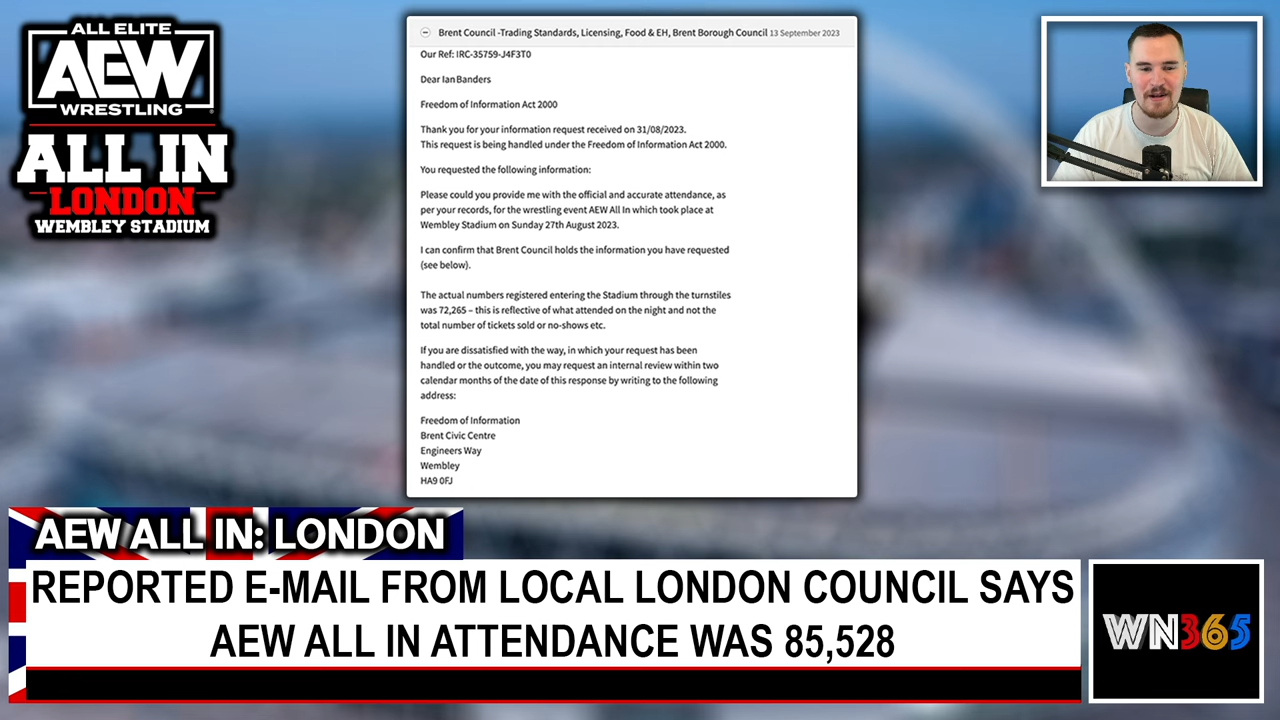 ALL ELITE
AEW
WRESTLING
ALL IN
LONDON
WEMBLEY STADIUM
Brent Council -Trading Standards, Licensing, Food & EH, Brent Borough Council 13 September 2023
Our Ref: IRC-35759-J4F3T0
Dear Ian Banders
Freedom of Information Act 2000
Thank you for your information request received on 31/08/2023.
This request is being handled under the Freedom of Information Act 2000.
You requested the following information:
Please could you provide me with the official and accurate attendance, as
per your records, for the wrestling event AEW All In which took place at
Wembley Stadium on Sunday 27th August 2023.
I can confirm that Brent Council holds the information you have requested
(see below).
The actual numbers registered entering the Stadium through the turnstiles
was 72,265 – this is reflective of what attended on the night and not the
total number of tickets sold or no-shows etc.
If you are dissatisfied with the way, in which your request has been
handled or the outcome, you may request an internal review within two
calendar months of the date of this response by writing to the following
address:
Freedom of Information
Brent Civic Centre
Engineers Way
Wembley
HA9 0FJ
AEW ALL IN: LONDON
REPORTED E-MAIL FROM LOCAL LONDON COUNCIL SAYS
AEW ALL IN ATTENDANCE WAS 85,528
WN365